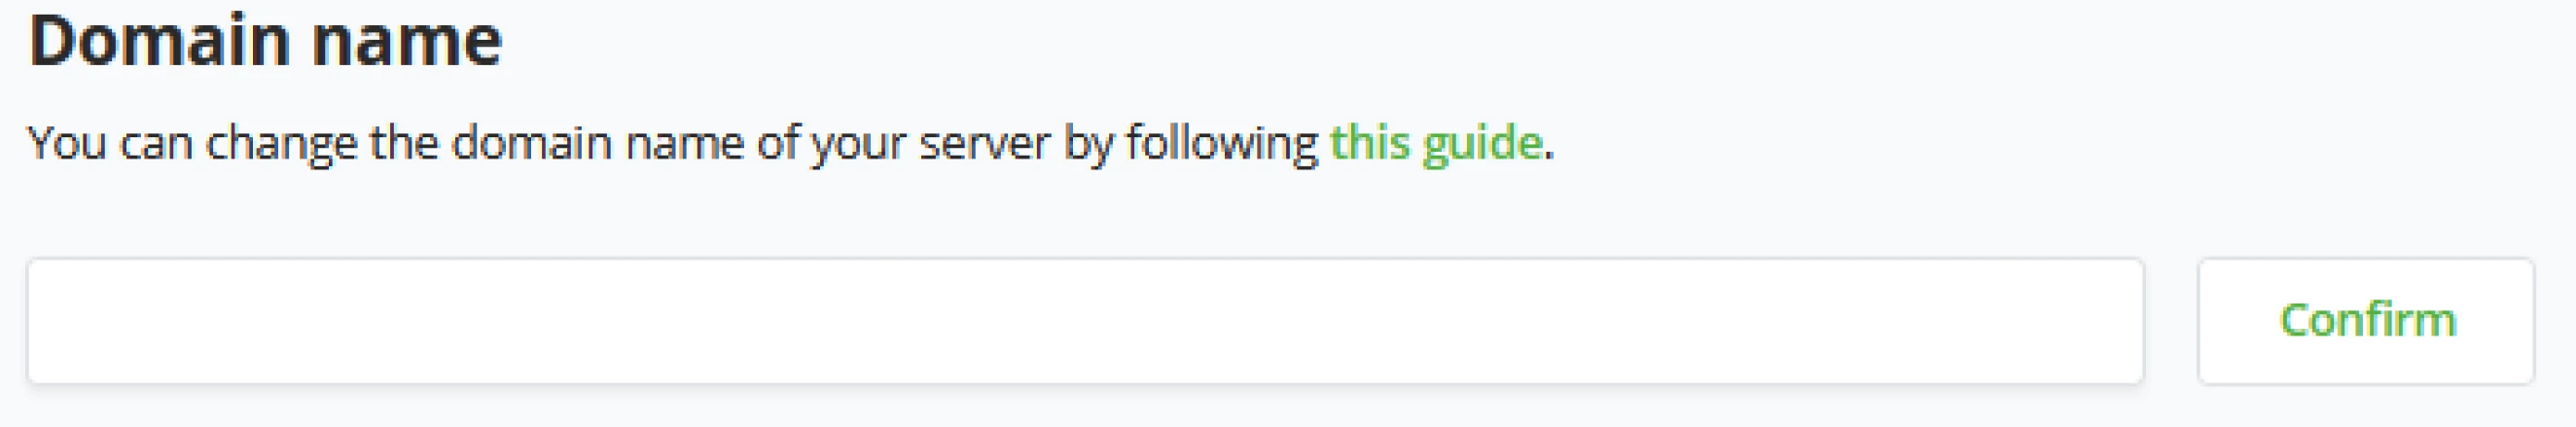 Domain name
You can change the domain name of your server by following this guide.
Confirm